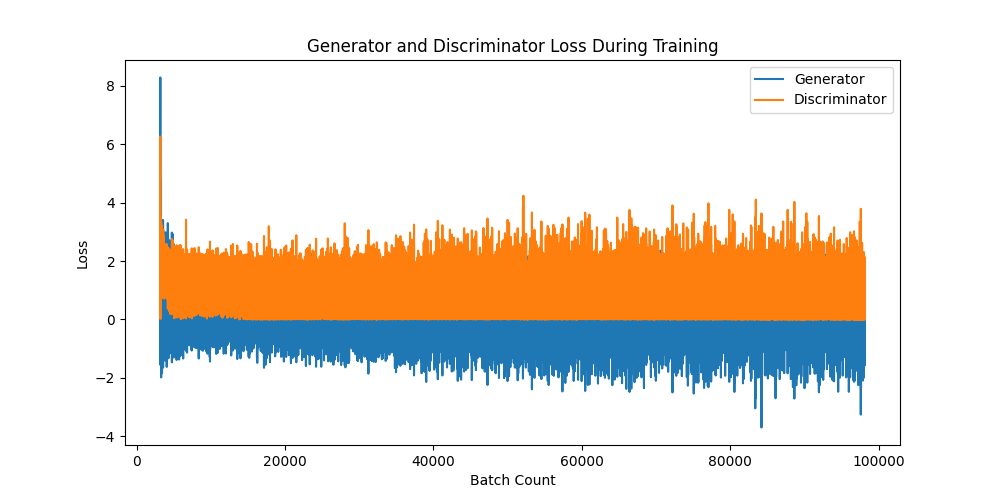 Generator and Discriminator Loss During Training
Generator
Discriminator
8
6
4
2
0
−2
−4
Loss
0
20000
40000
60000
80000
100000
Batch Count